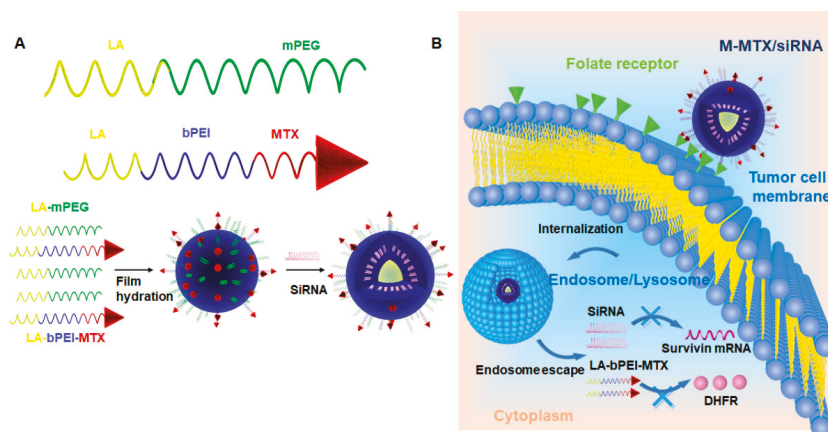 A
LA
mPEG
LA
bPEI
MTX
LA-mPEG
Film
hydration
SiRNA
LA-bPEI-MTX
B
M-MTX/siRNA
Folate receptor
Tumor cell
membrane
Internalization
Endosome/Lysosome
SiRNA
Survivin mRNA
Endosome escape
LA-bPEI-MTX
DHFR
Cytoplasm